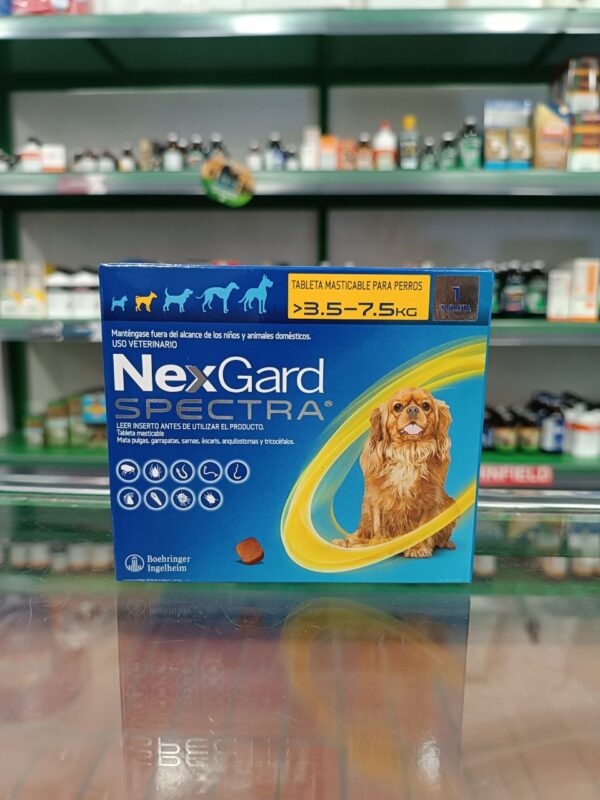 TABLETA MASTICABLE PARA PERROS
>3.5-7.5KG
1
Manténgase fuera del alcance de los niños y animales domésticos.
USO VETERINARIO
NexGard
SPECTRA®
LEER INSERTO ANTES DE UTILIZAR EL PRODUCTO.
Tableta masticable
Mata pulgas, garrapatas, sarnas, áscaris, anquilostomas y tricocéfalos.
Boehringer
Ingelheim
INFIELD